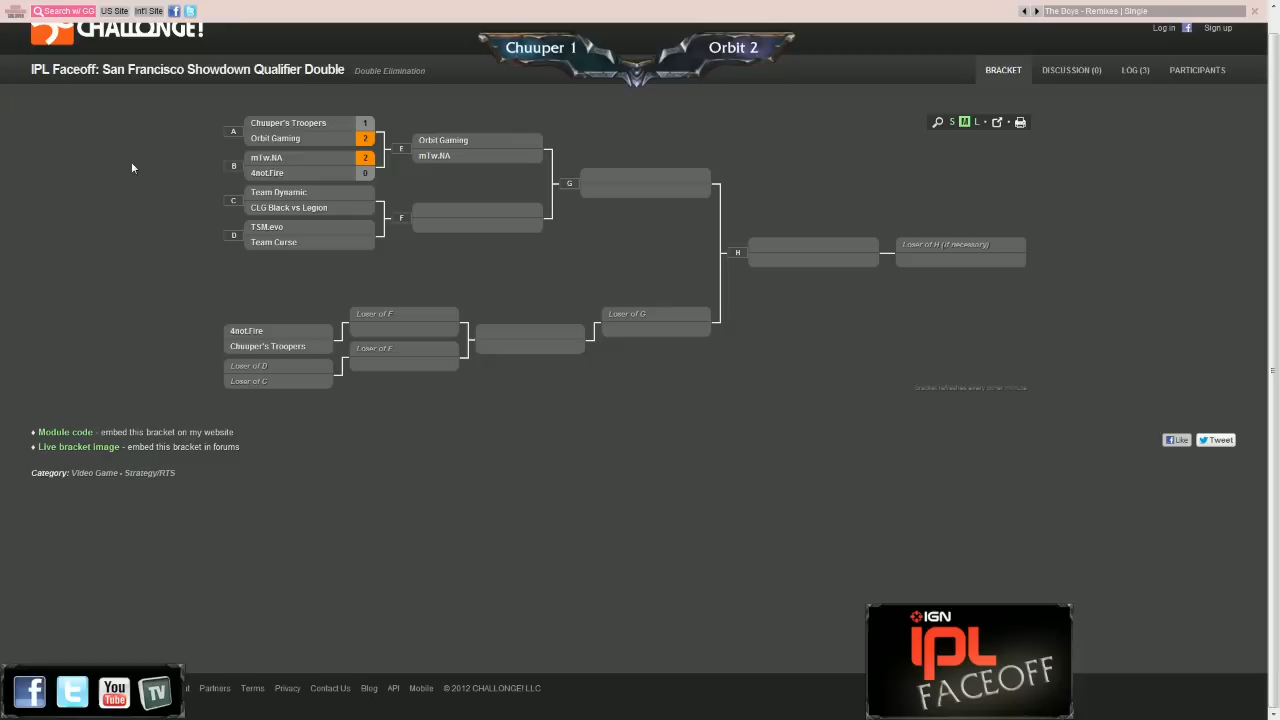 Search w/ GG US Site Int'l Site
The Boys - Remixes | Single
CHALLONGE!
Chuuper 1
Orbit 2
Log in
Sign up
IPL Faceoff: San Francisco Showdown Qualifier Double
Double Elimination
BRACKET
DISCUSSION (0)
LOG (3)
PARTICIPANTS
S M L
A
Chuuper's Troopers 1
Orbit Gaming 2
B
mTw.NA 2
4not.Fire 0
C
Team Dynamic
CLG Black vs Legion
D
TSM.evo
Team Curse
E
Orbit Gaming
mTw.NA
F
G
H
Loser of H (if necessary)
4not.Fire
Chuuper's Troopers
Loser of D
Loser of C
Loser of F
Loser of E
Loser of G
Module code - embed this bracket on my website
Live bracket image - embed this bracket in forums
Category: Video Game - Strategy/RTS
Like
Tweet
IGN
IPL
FACEOFF
You
Tube
TV
Partners
Terms
Privacy
Contact Us
Blog
API
Mobile
© 2012 CHALLONGE! LLC